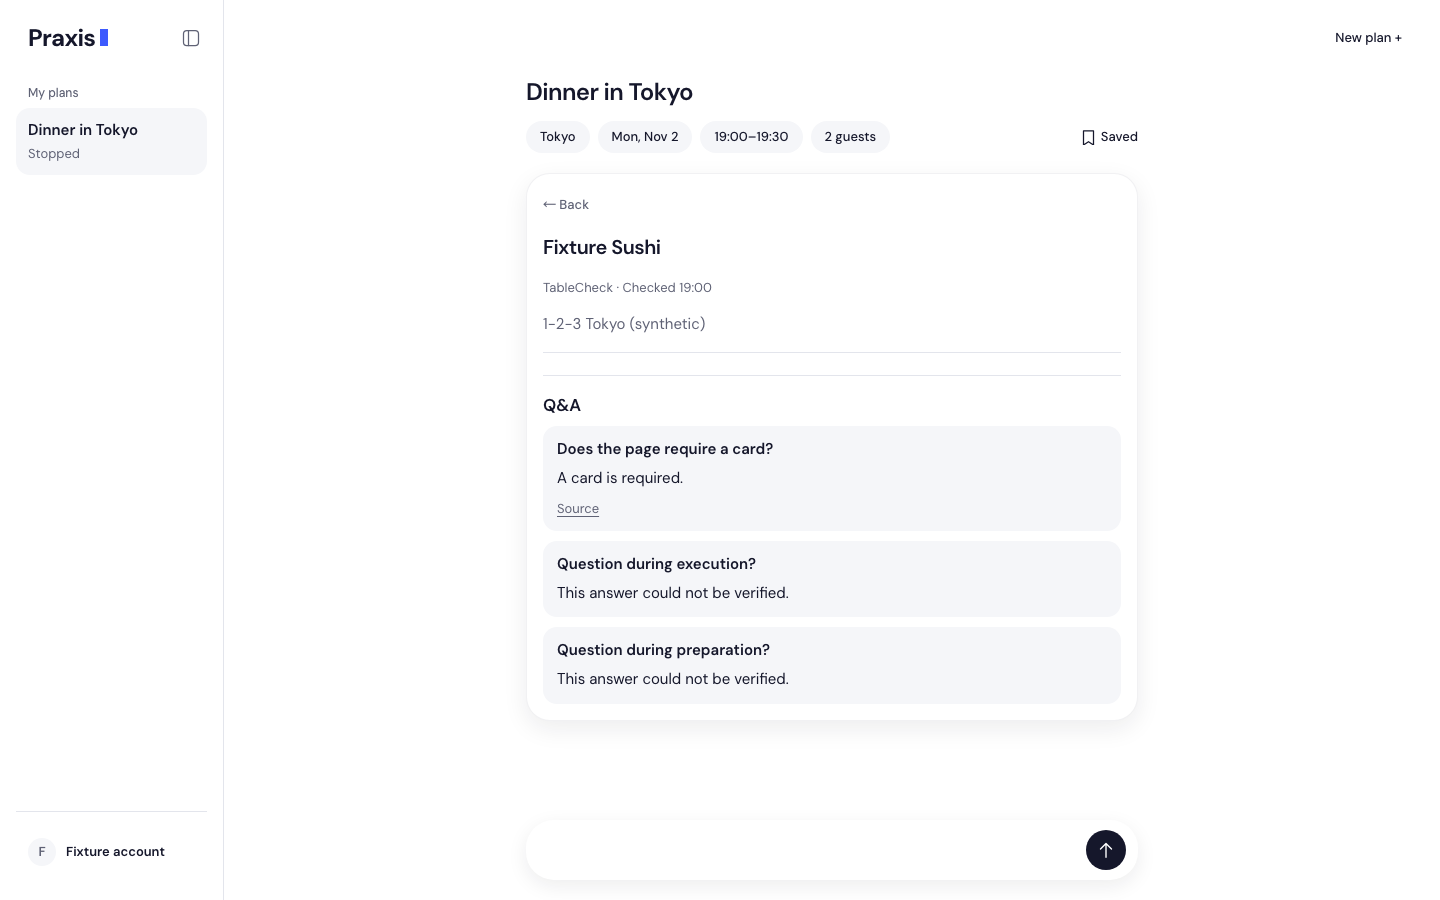 Praxis
New plan +
My plans
Dinner in Tokyo
Stopped
Dinner in Tokyo
Tokyo
Mon, Nov 2
19:00–19:30
2 guests
Saved
← Back
Fixture Sushi
TableCheck · Checked 19:00
1-2-3 Tokyo (synthetic)
Q&A
Does the page require a card?
A card is required.
Source
Question during execution?
This answer could not be verified.
Question during preparation?
This answer could not be verified.
F
Fixture account